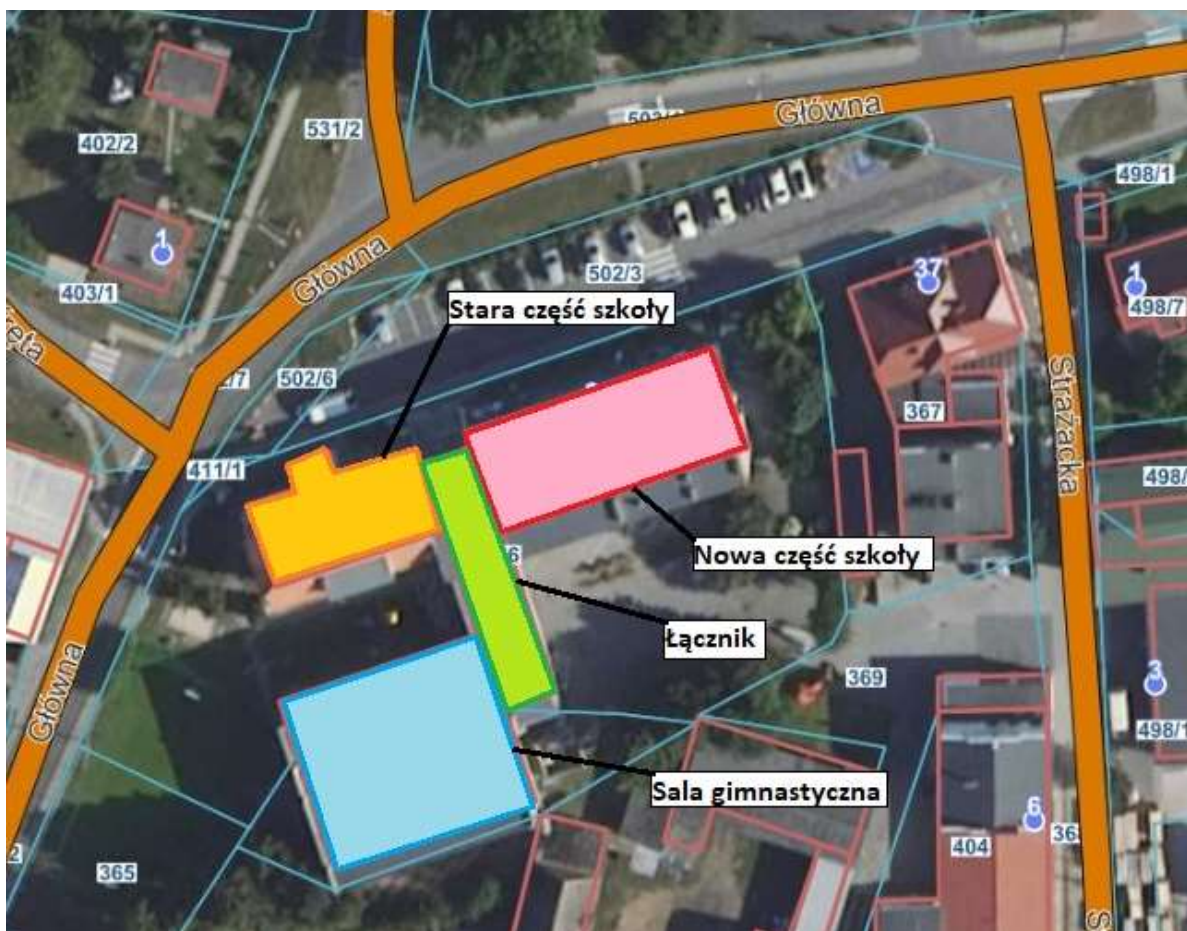 402/2
531/2
Główna
498/1
1
403/1
Główna
502/3
37
1
498/7
Stara część szkoły
502/6
367
Strażacka
411/1
Nowa część szkoły
Łącznik
Główna
369
3
498/1
Sala gimnastyczna
6
365
404